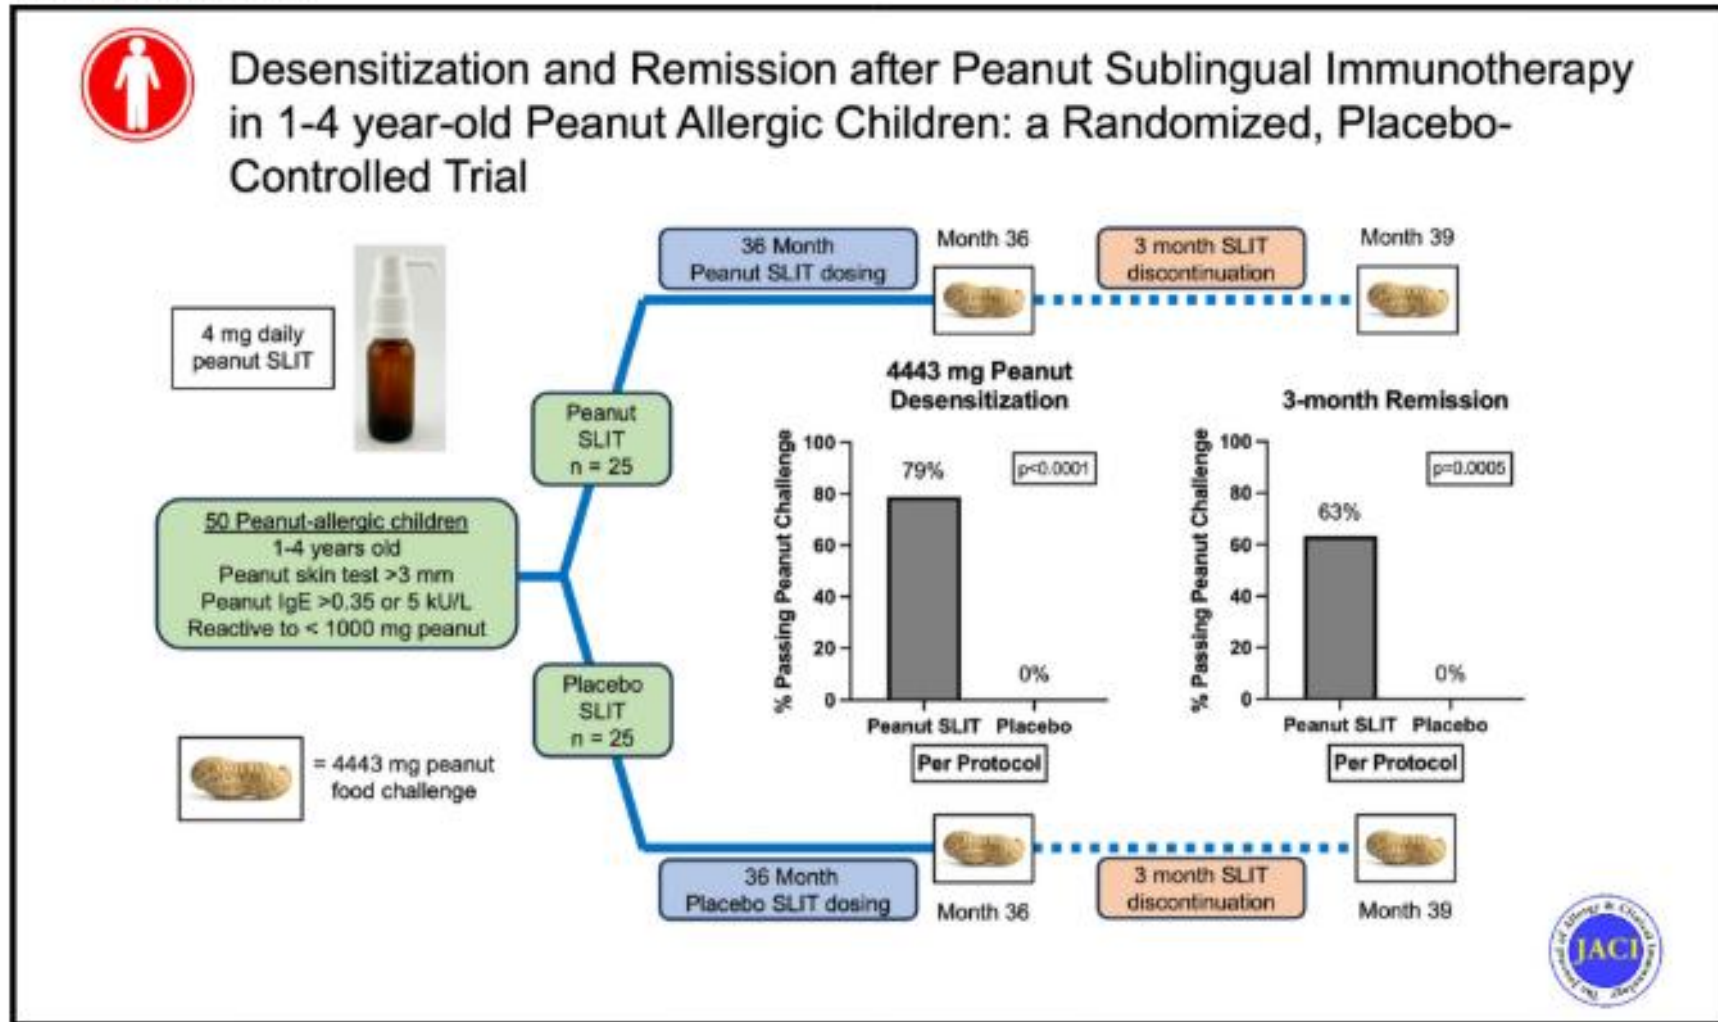 Desensitization and Remission after Peanut Sublingual Immunotherapy
in 1-4 year-old Peanut Allergic Children: a Randomized, Placebo-
Controlled Trial
4 mg daily
peanut SLIT
50 Peanut-allergic children
1-4 years old
Peanut skin test >3 mm
Peanut IgE >0.35 or 5 kU/L
Reactive to < 1000 mg peanut
= 4443 mg peanut
food challenge
Peanut
SLIT
n = 25
Placebo
SLIT
n = 25
36 Month
Peanut SLIT dosing
Month 36
3 month SLIT
discontinuation
Month 39
4443 mg Peanut
Desensitization
% Passing Peanut Challenge
100
80
60
40
20
0
79%
p<0.0001
0%
Peanut SLIT Placebo
Per Protocol
3-month Remission
% Passing Peanut Challenge
100
80
60
40
20
0
63%
p=0.0005
0%
Peanut SLIT Placebo
Per Protocol
36 Month
Placebo SLIT dosing
Month 36
3 month SLIT
discontinuation
Month 39
The Journal of Allergy & Clinical Immunology
JACI